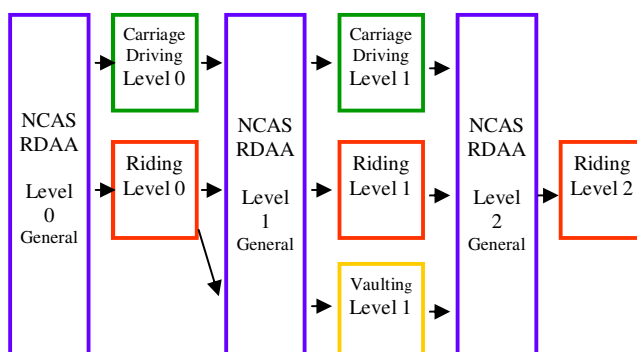 NCAS
RDAA
Level
0
General
Carriage
Driving
Level 0
Riding
Level 0
NCAS
RDAA
Level
1
General
Carriage
Driving
Level 1
Riding
Level 1
Vaulting
Level 1
NCAS
RDAA
Level
2
General
Riding
Level 2